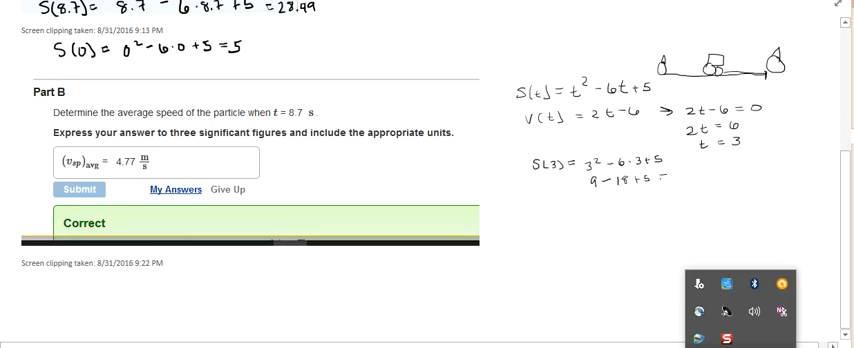 S(8.7)= 8.7 - 6·8.7+5 = 28.49
Screen clipping taken: 8/31/2016 9:13 PM
S(0) = 0² - 6·0 + 5 = 5
Part B
Determine the average speed of the particle when t = 8.7 s.
Express your answer to three significant figures and include the appropriate units.
(vsp)avg = 4.77 m/s
Submit My Answers Give Up
Correct
Screen clipping taken: 8/31/2016 9:22 PM
S(t) = t² - 6t + 5
V(t) = 2t - 6 ⇒ 2t - 6 = 0
2t = 6
t = 3
S(3) = 3² - 6·3 + 5
9 - 18 + 5 =